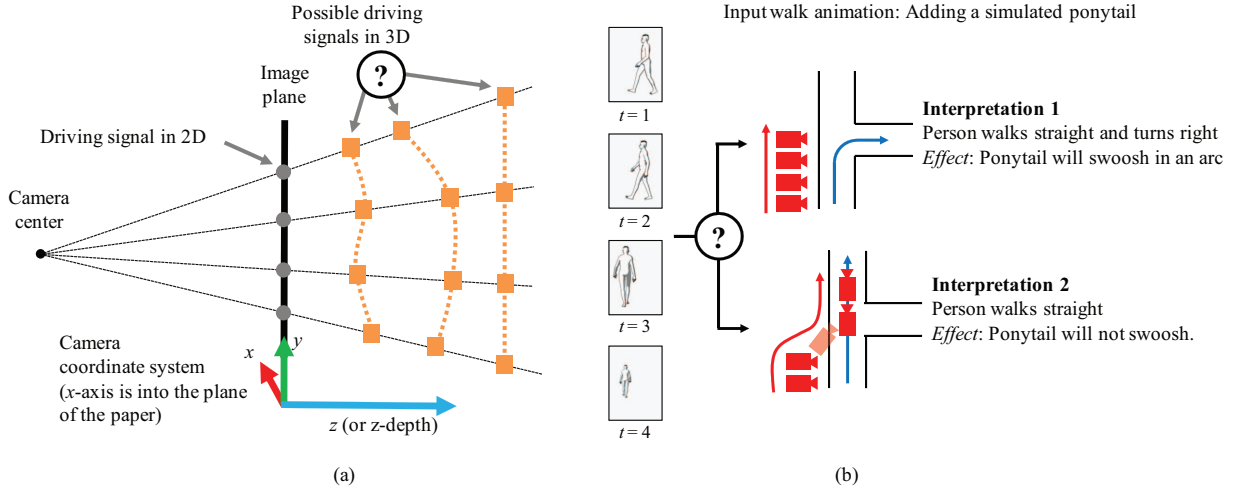 Possible driving
signals in 3D
?
Image
plane
Driving signal in 2D
Camera
center
Camera
coordinate system
(x-axis is into the plane
of the paper)
x
y
z (or z-depth)
(a)
Input walk animation: Adding a simulated ponytail
t = 1
t = 2
t = 3
t = 4
?
Interpretation 1
Person walks straight and turns right
Effect: Ponytail will swoosh in an arc
Interpretation 2
Person walks straight
Effect: Ponytail will not swoosh.
(b)